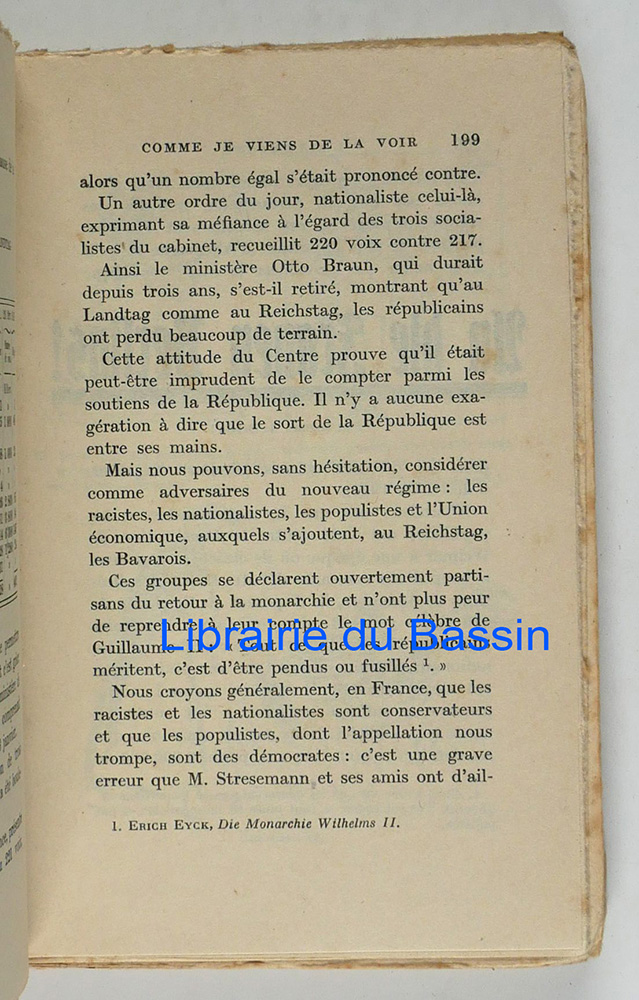 COMME JE VIENS DE LA VOIR 199
alors qu'un nombre égal s'était prononcé contre.
Un autre ordre du jour, nationaliste celui-là,
exprimant sa méfiance à l'égard des trois socia-
listes du cabinet, recueillit 220 voix contre 217.
Ainsi le ministère Otto Braun, qui durait
depuis trois ans, s'est-il retiré, montrant qu'au
Landtag comme au Reichstag, les républicains
ont perdu beaucoup de terrain.
Cette attitude du Centre prouve qu'il était
peut-être imprudent de le compter parmi les
soutiens de la République. Il n'y a aucune exa-
gération à dire que le sort de la République est
entre ses mains.
Mais nous pouvons, sans hésitation, considérer
comme adversaires du nouveau régime : les
racistes, les nationalistes, les populistes et l'Union
économique, auxquels s'ajoutent, au Reichstag,
les Bavarois.
Ces groupes se déclarent ouvertement parti-
sans du retour à la monarchie et n'ont plus peur
de reprendre à leur compte le mot célèbre de
Guillaume II : « Tout ce que les républicains
méritent, c'est d'être pendus ou fusillés 1. »
Nous croyons généralement, en France, que les
racistes et les nationalistes sont conservateurs
et que les populistes, dont l'appellation nous
trompe, sont des démocrates : c'est une grave
erreur que M. Stresemann et ses amis ont d'ail-
1. ERICH EYCK, Die Monarchie Wilhelms II.
Librairie du Bassin